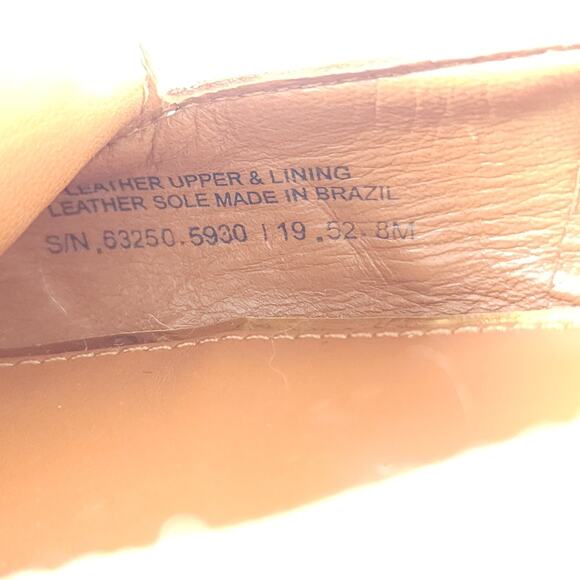 LEATHER UPPER & LINING
LEATHER SOLE MADE IN BRAZIL
S/N .63250.5930 | 19 .52. 8M